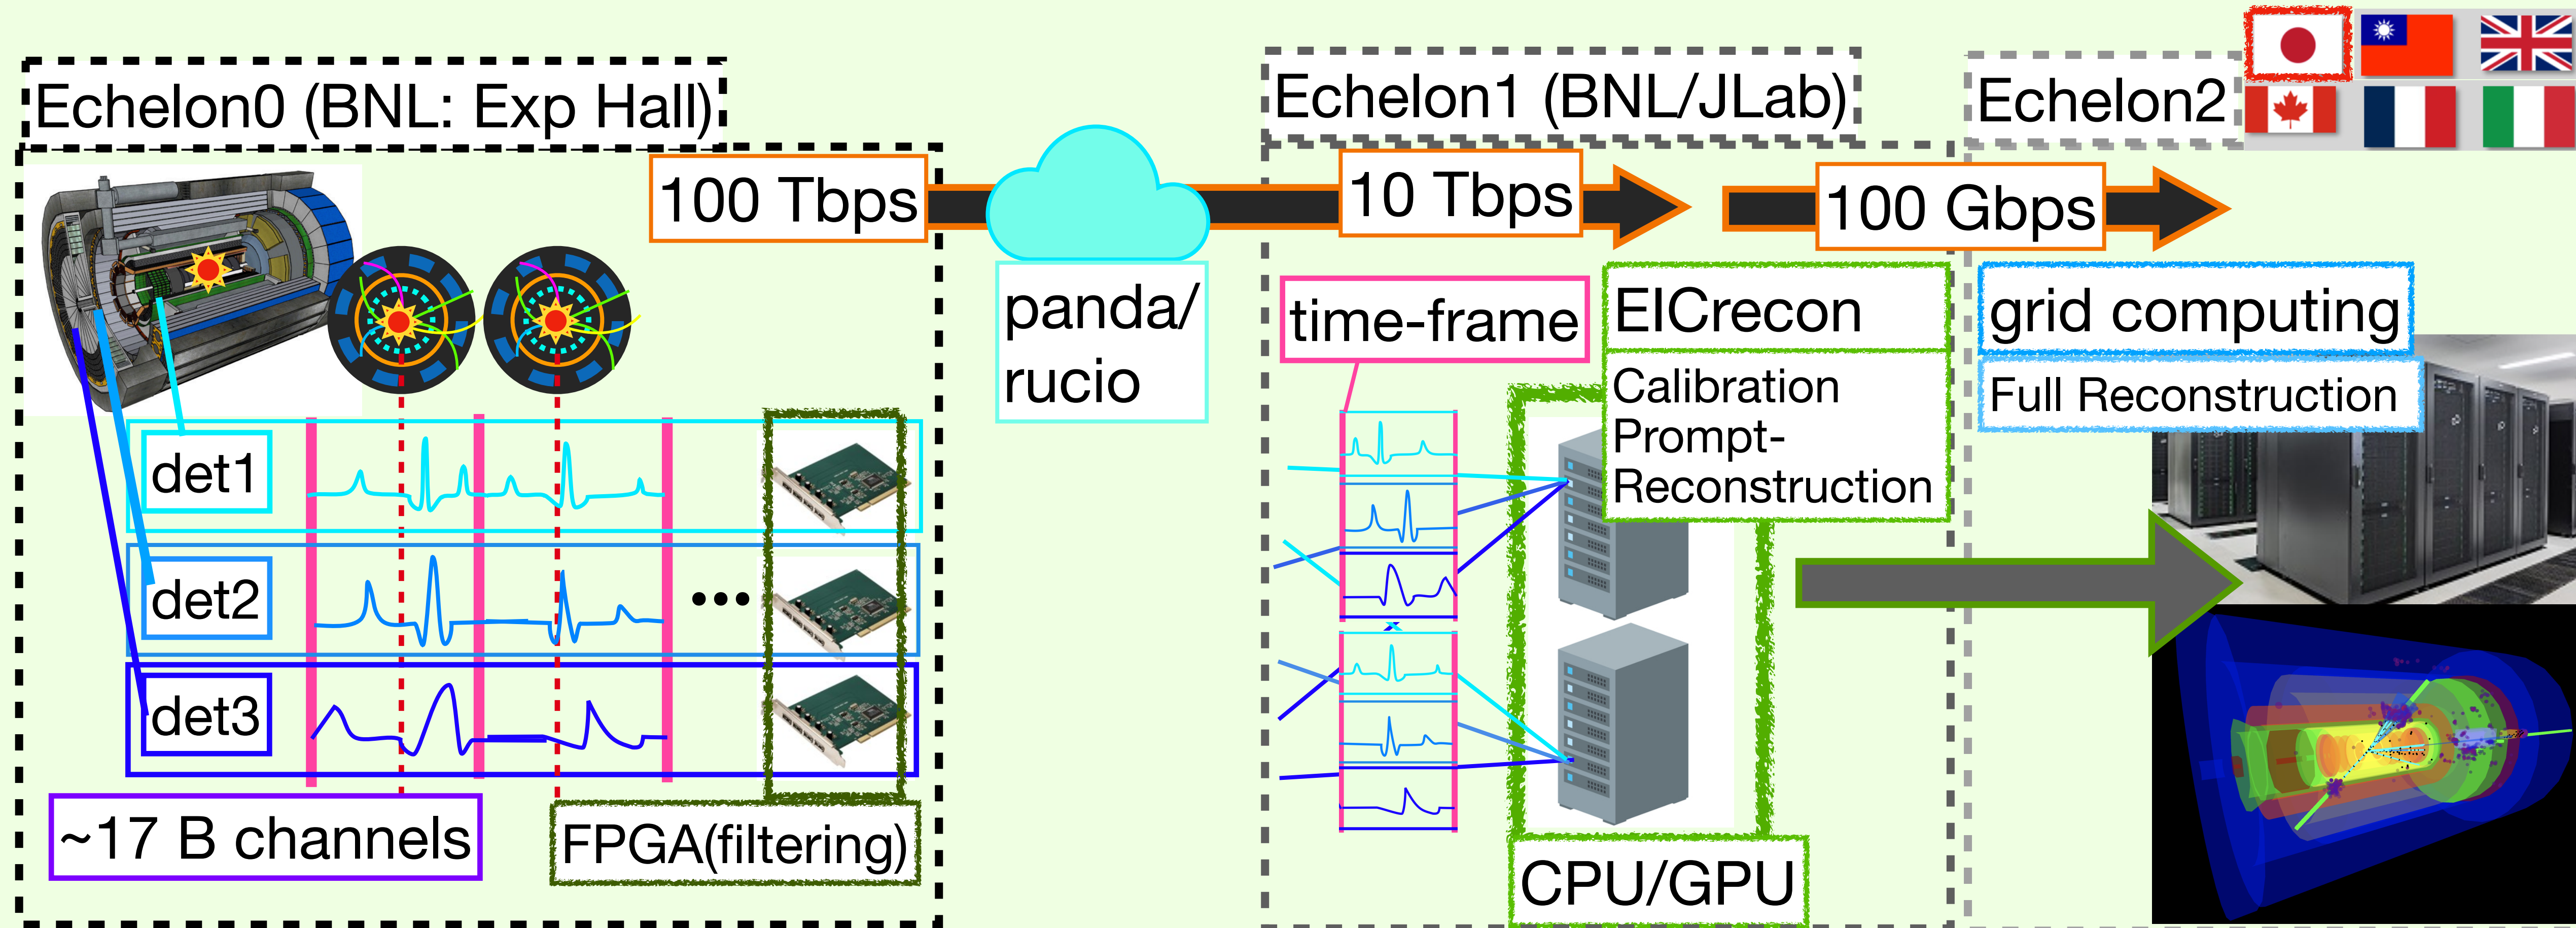 Echelon0 (BNL: Exp Hall)
100 Tbps
det1
det2
det3
•••
~17 B channels
FPGA(filtering)
panda/
rucio
Echelon1 (BNL/JLab)
10 Tbps
100 Gbps
time-frame
EICrecon
Calibration
Prompt-
Reconstruction
CPU/GPU
Echelon2
grid computing
Full Reconstruction